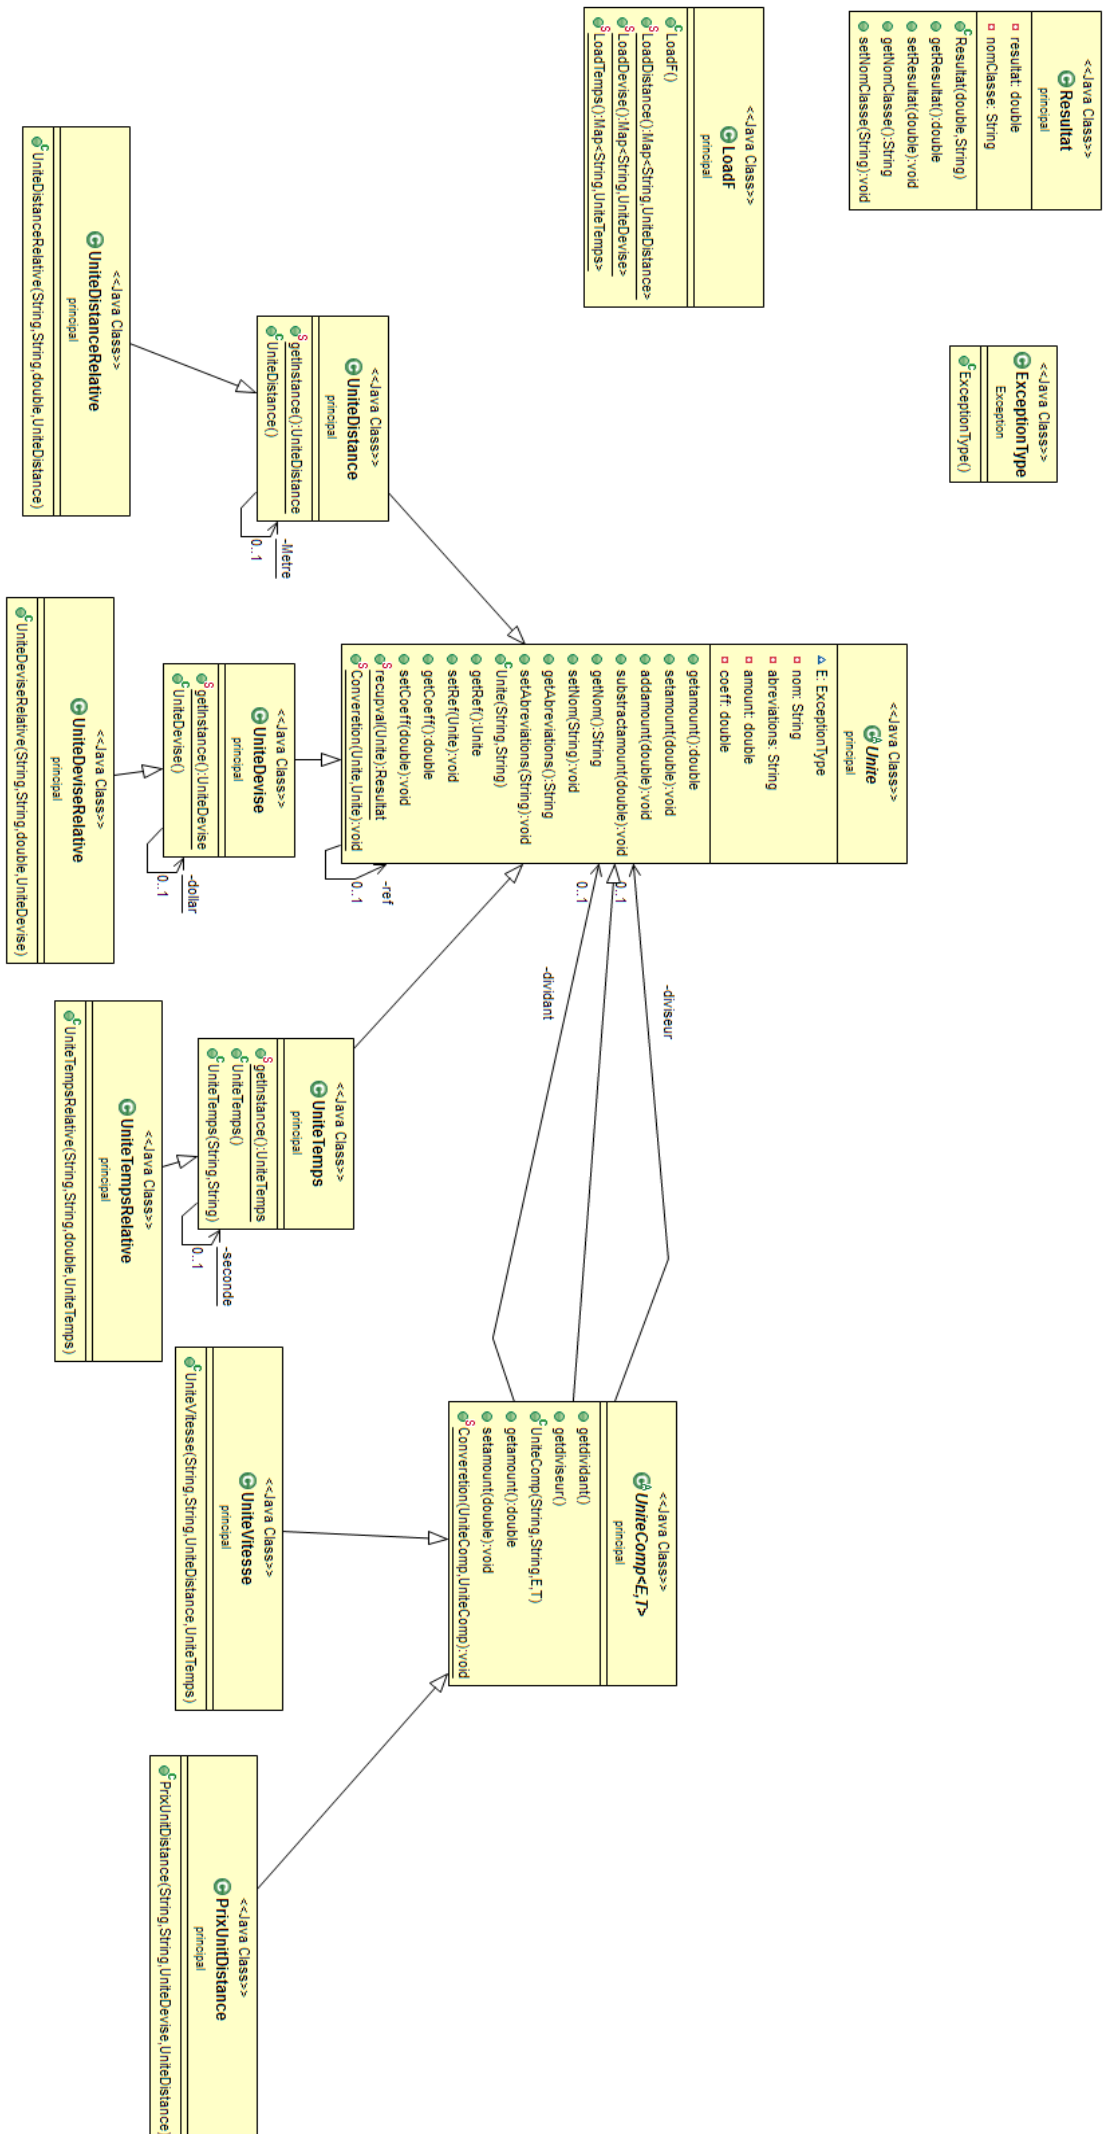 <<Java Class>>
Resultat
principal
resultat: double
nomClasse: String
Resultat(double,String)
getResultat():double
setResultat(double):void
getNomClasse():String
setNomClasse(String):void
<<Java Class>>
ExceptionType
Exception
ExceptionType()
<<Java Class>>
LoadF
principal
LoadF()
LoadDistance():Map<String,UniteDistance>
LoadDevise():Map<String,UniteDevise>
LoadTemps():Map<String,UniteTemps>
<<Java Class>>
Unite
principal
E: ExceptionType
nom: String
abreviations: String
amount: double
coeff: double
getamount():double
setamount(double):void
addamount(double):void
substractamount(double):void
getNom():String
setNom(String):void
getAbreviations():String
setAbreviations(String):void
Unite(String,String)
getRef():Unite
setRef(Unite):void
getCoeff():double
setCoeff(double):void
recupval(Unite):Resultat
Converetion(Unite,Unite):void
-ref
0..1
-diviseur
0..1
-dividant
0..1
<<Java Class>>
UniteComp<E,T>
principal
getdividant()
getdiviseur()
UniteComp(String,String,E,T)
getamount():double
setamount(double):void
Converetion(UniteComp,UniteComp):void
<<Java Class>>
UniteDistance
principal
getInstance():UniteDistance
UniteDistance()
-Metre
0..1
<<Java Class>>
UniteDevise
principal
getInstance():UniteDevise
UniteDevise()
-dollar
0..1
<<Java Class>>
UniteTemps
principal
getInstance():UniteTemps
UniteTemps()
UniteTemps(String,String)
-seconde
0..1
<<Java Class>>
UniteVitesse
principal
UniteVitesse(String,String,UniteDistance,UniteTemps)
<<Java Class>>
PrixUnitDistance
principal
PrixUnitDistance(String,String,UniteDevise,UniteDistance)
<<Java Class>>
UniteDistanceRelative
principal
UniteDistanceRelative(String,String,double,UniteDistance)
<<Java Class>>
UniteDeviseRelative
principal
UniteDeviseRelative(String,String,double,UniteDevise)
<<Java Class>>
UniteTempsRelative
principal
UniteTempsRelative(String,String,double,UniteTemps)